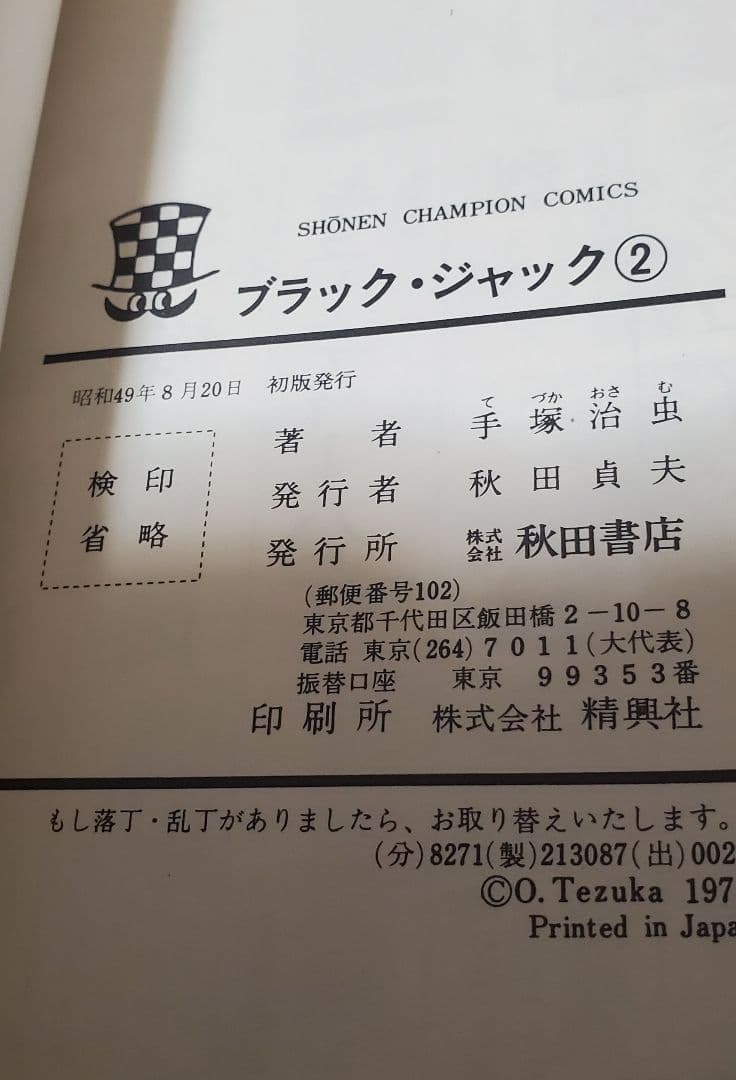 SHŌNEN CHAMPION COMICS
ブラック・ジャック②
昭和49年8月20日 初版発行
検印
省略
著者 手塚治虫
て づか おさ む
発行者 秋田貞夫
発行所 株式会社 秋田書店
(郵便番号102)
東京都千代田区飯田橋2-10-8
電話 東京(264)7011(大代表)
振替口座 東京 99353番
印刷所 株式会社 精興社
もし落丁・乱丁がありましたら、お取り替えいたします。
(分)8271(製)213087(出)002
©O. Tezuka 197
Printed in Japa